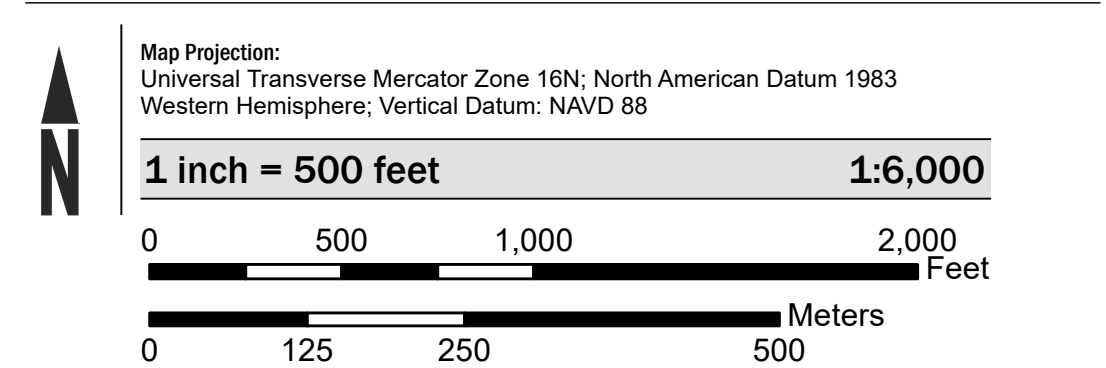 N
Map Projection:
Universal Transverse Mercator Zone 16N; North American Datum 1983
Western Hemisphere; Vertical Datum: NAVD 88
1 inch = 500 feet 1:6,000
0 500 1,000 2,000
Feet
Meters
0 125 250 500